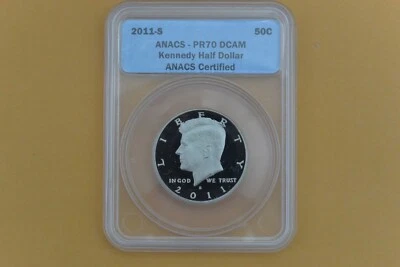 2011-S 50C
ANACS - PR70 DCAM
Kennedy Half Dollar
ANACS Certified
LIBERTY
IN GOD WE TRUST
S
2011